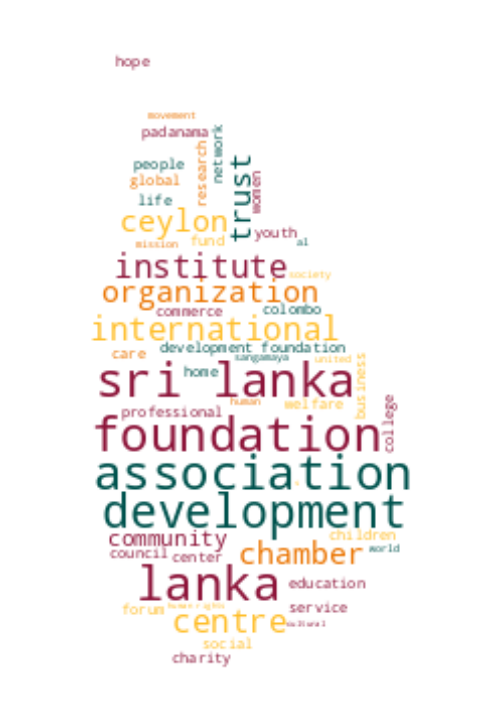 hope
movement
padanama
network
research
people
trust
global
women
life
ceylon
youth
mission
fund
al
institute
society
organization
commerce
colombo
international
development foundation
care
sangamaya
united
business
home
sri lanka
human
welfare
professional
college
foundation
association
development
community
children
council
center
chamber
world
lanka
education
forum
human rights
service
centre
social
charity